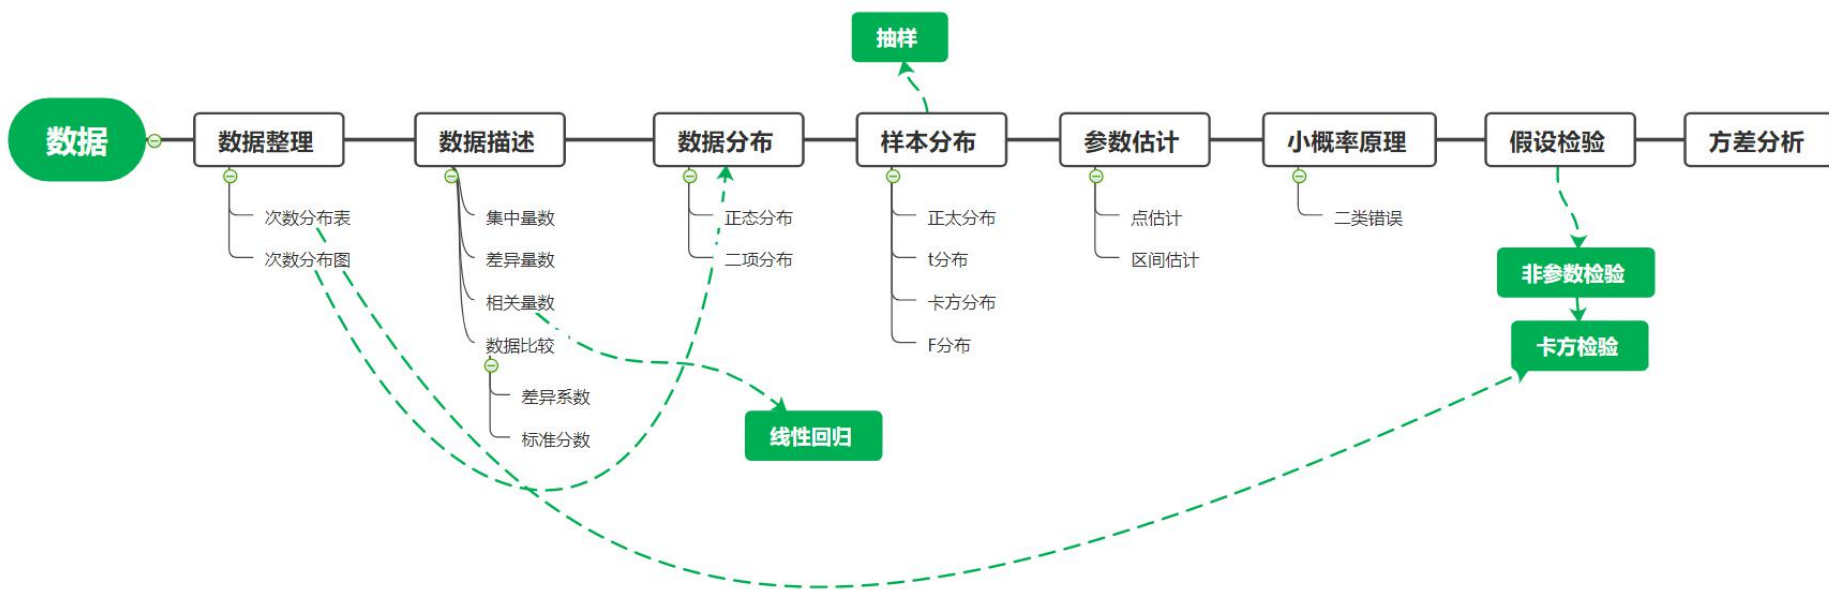 抽样
数据
数据整理
数据描述
数据分布
样本分布
参数估计
小概率原理
假设检验
方差分析
次数分布表
次数分布图
集中量数
差异量数
相关量数
数据比较
差异系数
标准分数
正态分布
二项分布
正太分布
t分布
卡方分布
F分布
点估计
区间估计
二类错误
非参数检验
卡方检验
线性回归